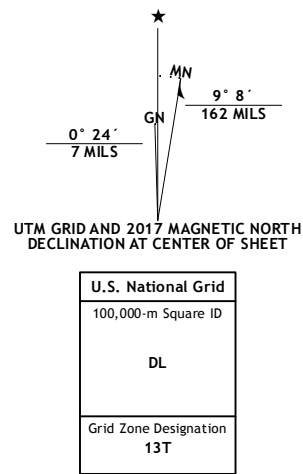 ★
MN
GN
9° 8´
162 MILS
0° 24´
7 MILS
UTM GRID AND 2017 MAGNETIC NORTH
DECLINATION AT CENTER OF SHEET
U.S. National Grid
100,000-m Square ID
DL
Grid Zone Designation
13T